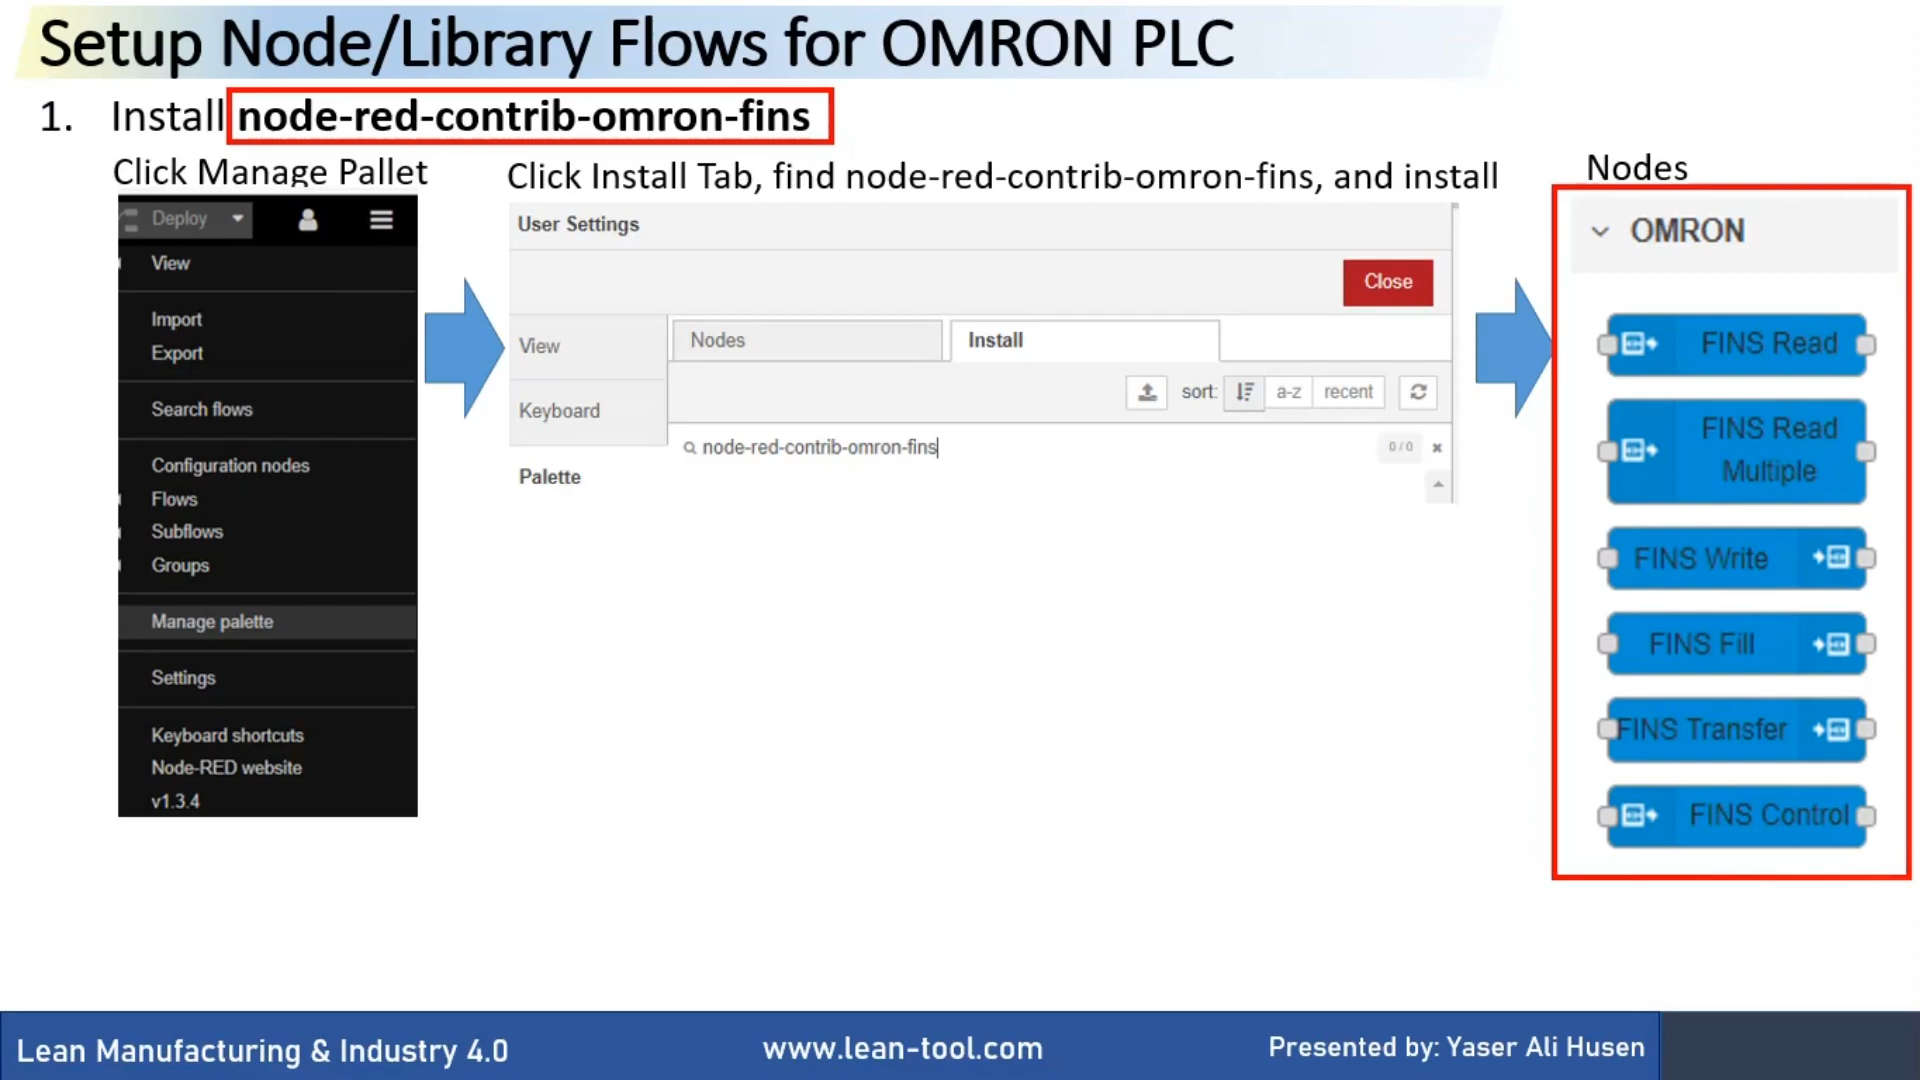 Setup Node/Library Flows for OMRON PLC
1. Install node-red-contrib-omron-fins
Click Manage Pallet
Click Install Tab, find node-red-contrib-omron-fins, and install
Nodes
Deploy
View
Import
Export
Search flows
Configuration nodes
Flows
Subflows
Groups
Manage palette
Settings
Keyboard shortcuts
Node-RED website
v1.3.4
User Settings
Close
View
Keyboard
Palette
Nodes
Install
sort: a-z recent
node-red-contrib-omron-fins
0 / 0
OMRON
FINS Read
FINS Read
Multiple
FINS Write
FINS Fill
FINS Transfer
FINS Control
Lean Manufacturing & Industry 4.0
www.lean-tool.com
Presented by: Yaser Ali Husen